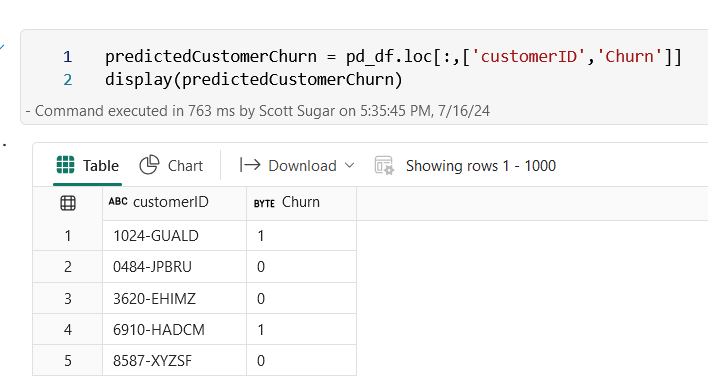 1 predictedCustomerChurn = pd_df.loc[:,['customerID','Churn']]
2 display(predictedCustomerChurn)
- Command executed in 763 ms by Scott Sugar on 5:35:45 PM, 7/16/24
Table Chart Download Showing rows 1 - 1000
ABC customerID BYTE Churn
1 1024-GUALD 1
2 0484-JPBRU 0
3 3620-EHIMZ 0
4 6910-HADCM 1
5 8587-XYZSF 0